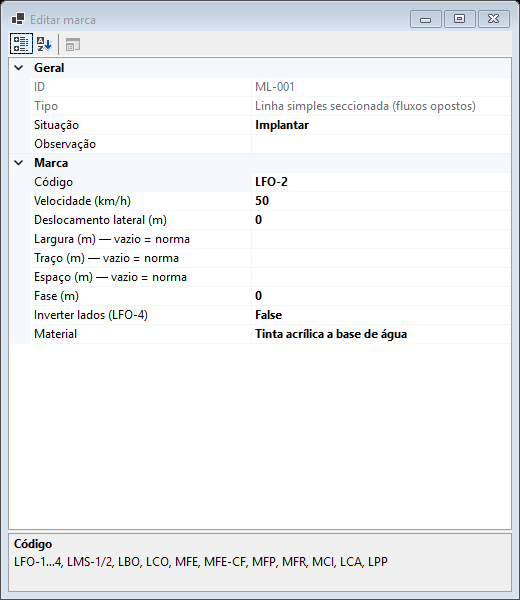 Editar marca
Geral
ID ML-001
Tipo Linha simples seccionada (fluxos opostos)
Situação Implantar
Observação
Marca
Código LFO-2
Velocidade (km/h) 50
Deslocamento lateral (m) 0
Largura (m) — vazio = norma
Traço (m) — vazio = norma
Espaço (m) — vazio = norma
Fase (m) 0
Inverter lados (LFO-4) False
Material Tinta acrílica a base de água
Código
LFO-1...4, LMS-1/2, LBO, LCO, MFE, MFE-CF, MFP, MFR, MCI, LCA, LPP